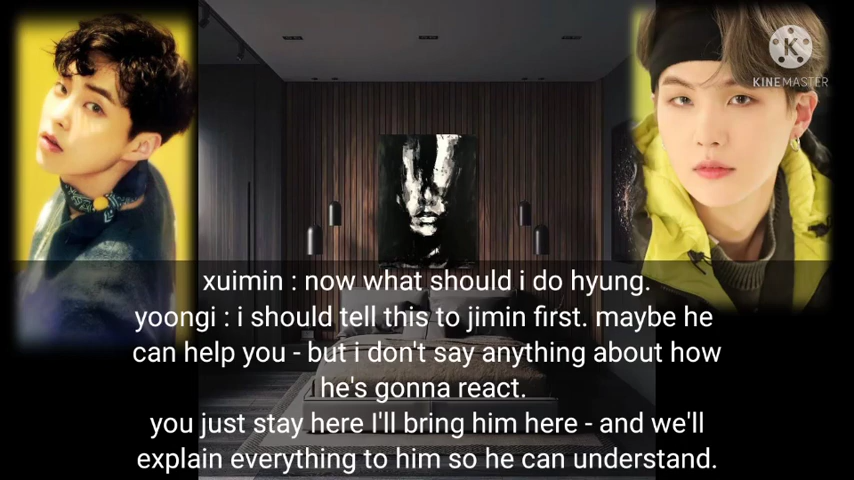 KINEMASTER
xuimin : now what should i do hyung.
yoongi : i should tell this to jimin first. maybe he
can help you - but i don't say anything about how
he's gonna react.
you just stay here I'll bring him here - and we'll
explain everything to him so he can understand.